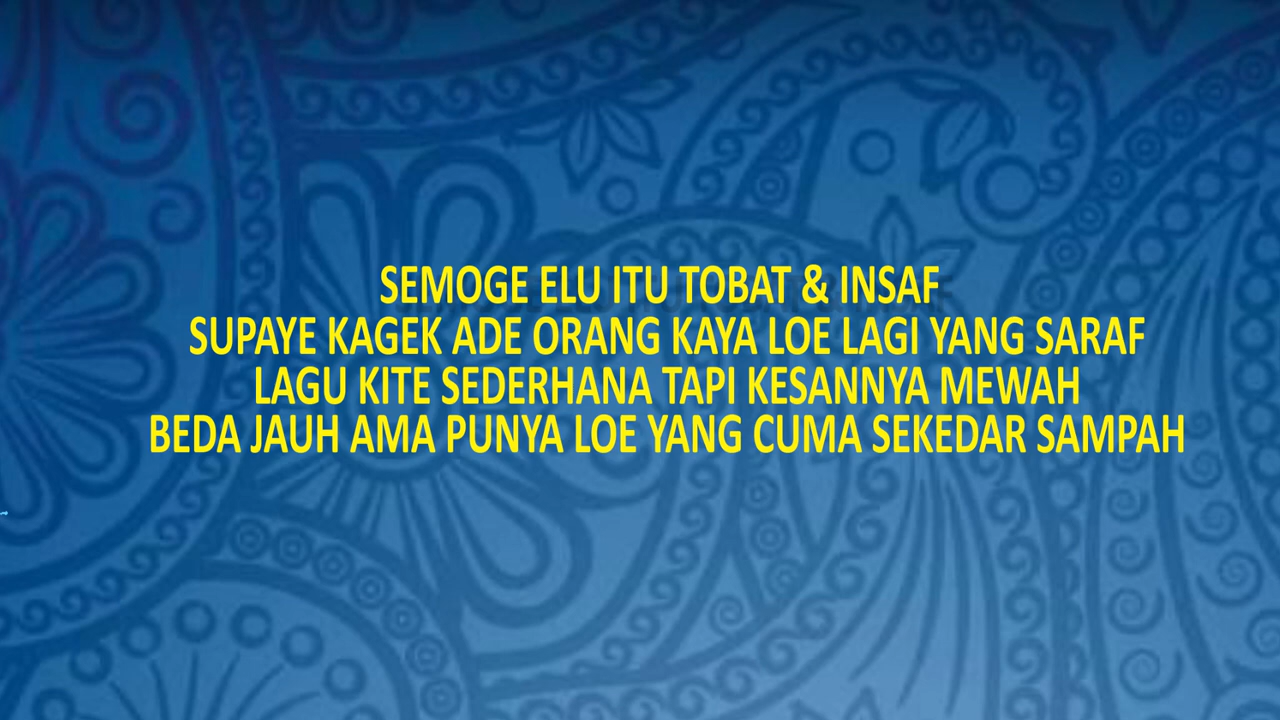 SEMOGE ELU ITU TOBAT & INSAF
SUPAYE KAGEK ADE ORANG KAYA LOE LAGI YANG SARAF
LAGU KITE SEDERHANA TAPI KESANNYA MEWAH
BEDA JAUH AMA PUNYA LOE YANG CUMA SEKEDAR SAMPAH